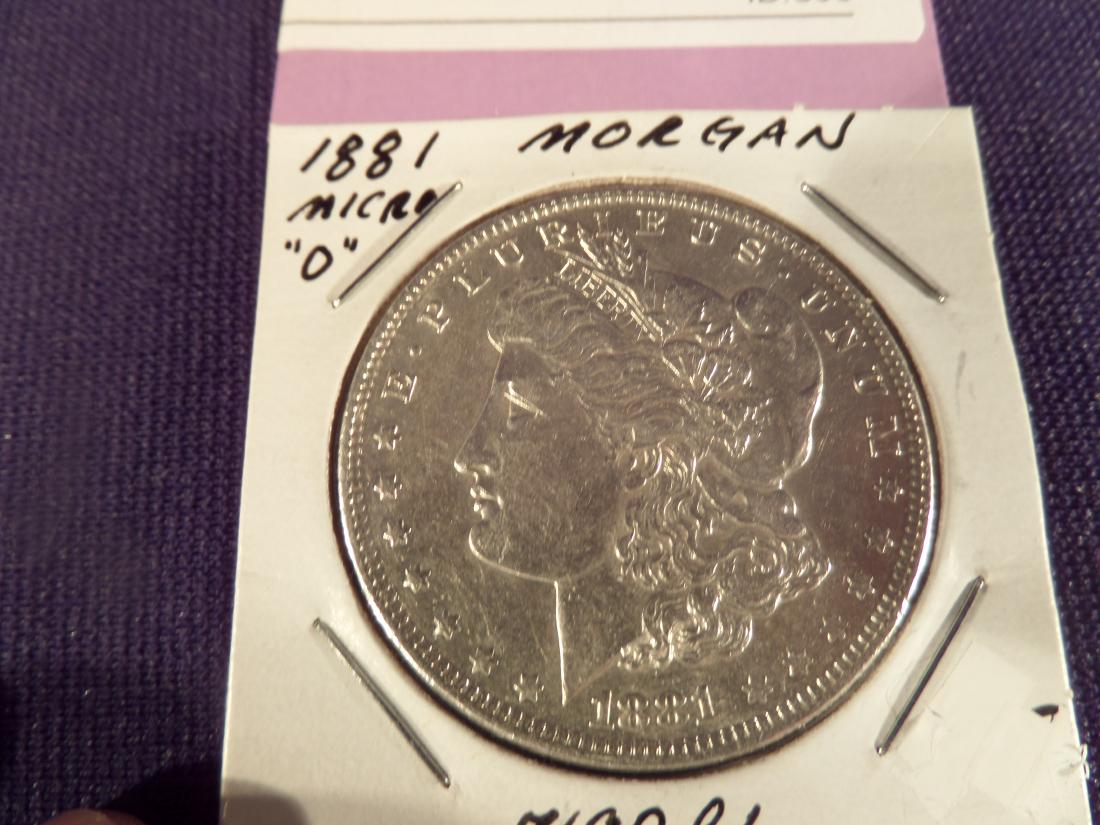 1881 MORGAN
MICRO
"O"
E · PLURIBUS · UNUM
LIBERTY
1881